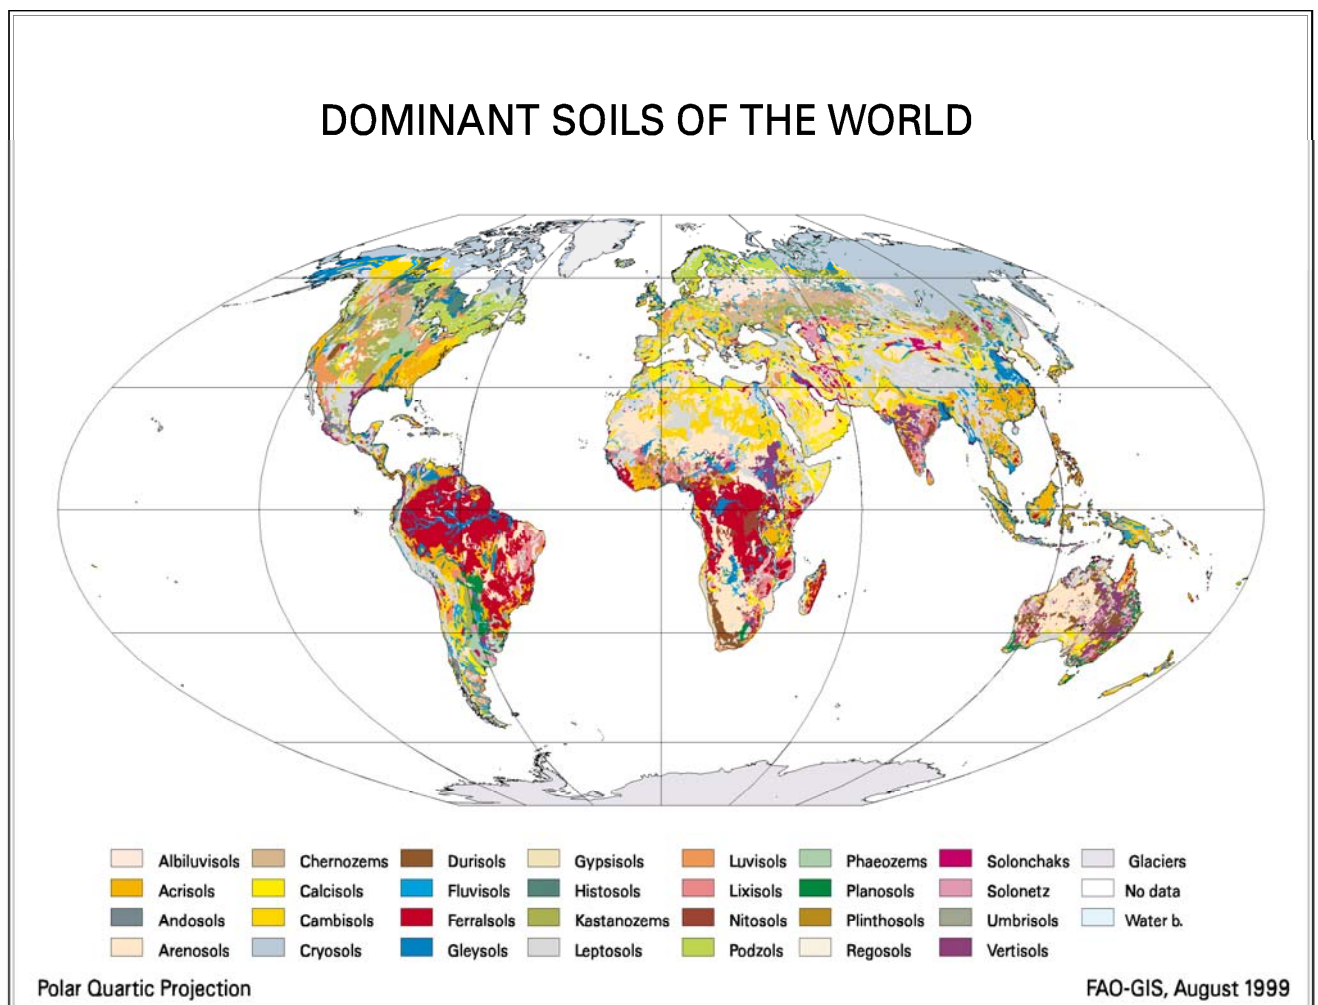 DOMINANT SOILS OF THE WORLD
Albiluvisols Chernozems Durisols Gypsisols Luvisols Phaeozems Solonchaks Glaciers
Acrisols Calcisols Fluvisols Histosols Lixisols Planosols Solonetz No data
Andosols Cambisols Ferralsols Kastanozems Nitosols Plinthosols Umbrisols Water b.
Arenosols Cryosols Gleysols Leptosols Podzols Regosols Vertisols
Polar Quartic Projection FAO-GIS, August 1999